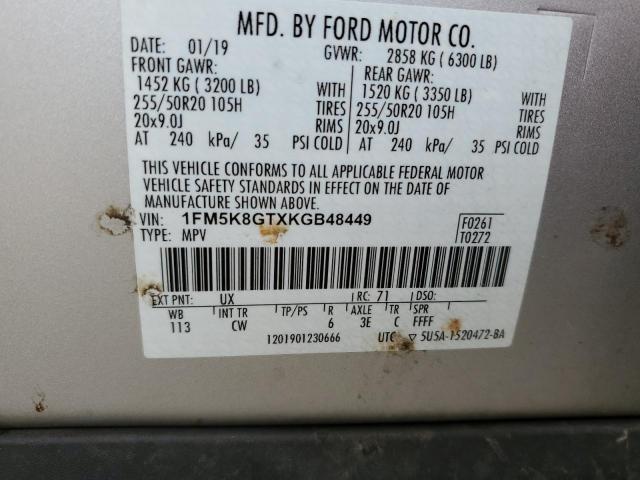 MFD. BY FORD MOTOR CO.
DATE: 01/19 GVWR: 2858 KG ( 6300 LB)
FRONT GAWR: REAR GAWR:
1452 KG ( 3200 LB) WITH 1520 KG ( 3350 LB) WITH
255/50R20 105H TIRES 255/50R20 105H TIRES
20x9.0J RIMS 20x9.0J RIMS
AT 240 kPa/ 35 PSI COLD AT 240 kPa/ 35 PSI COLD
THIS VEHICLE CONFORMS TO ALL APPLICABLE FEDERAL MOTOR
VEHICLE SAFETY STANDARDS IN EFFECT ON THE DATE OF
MANUFACTURE SHOWN ABOVE.
VIN: 1FM5K8GTXKGB48449 F0261
TYPE: MPV T0272
EXT PNT: UX RC: 71 DSO:
WB INT TR TP/PS R AXLE TR SPR
113 CW 6 3E C FFFF
1201901230666 UTC ▽ 5U5A-1520472-BA